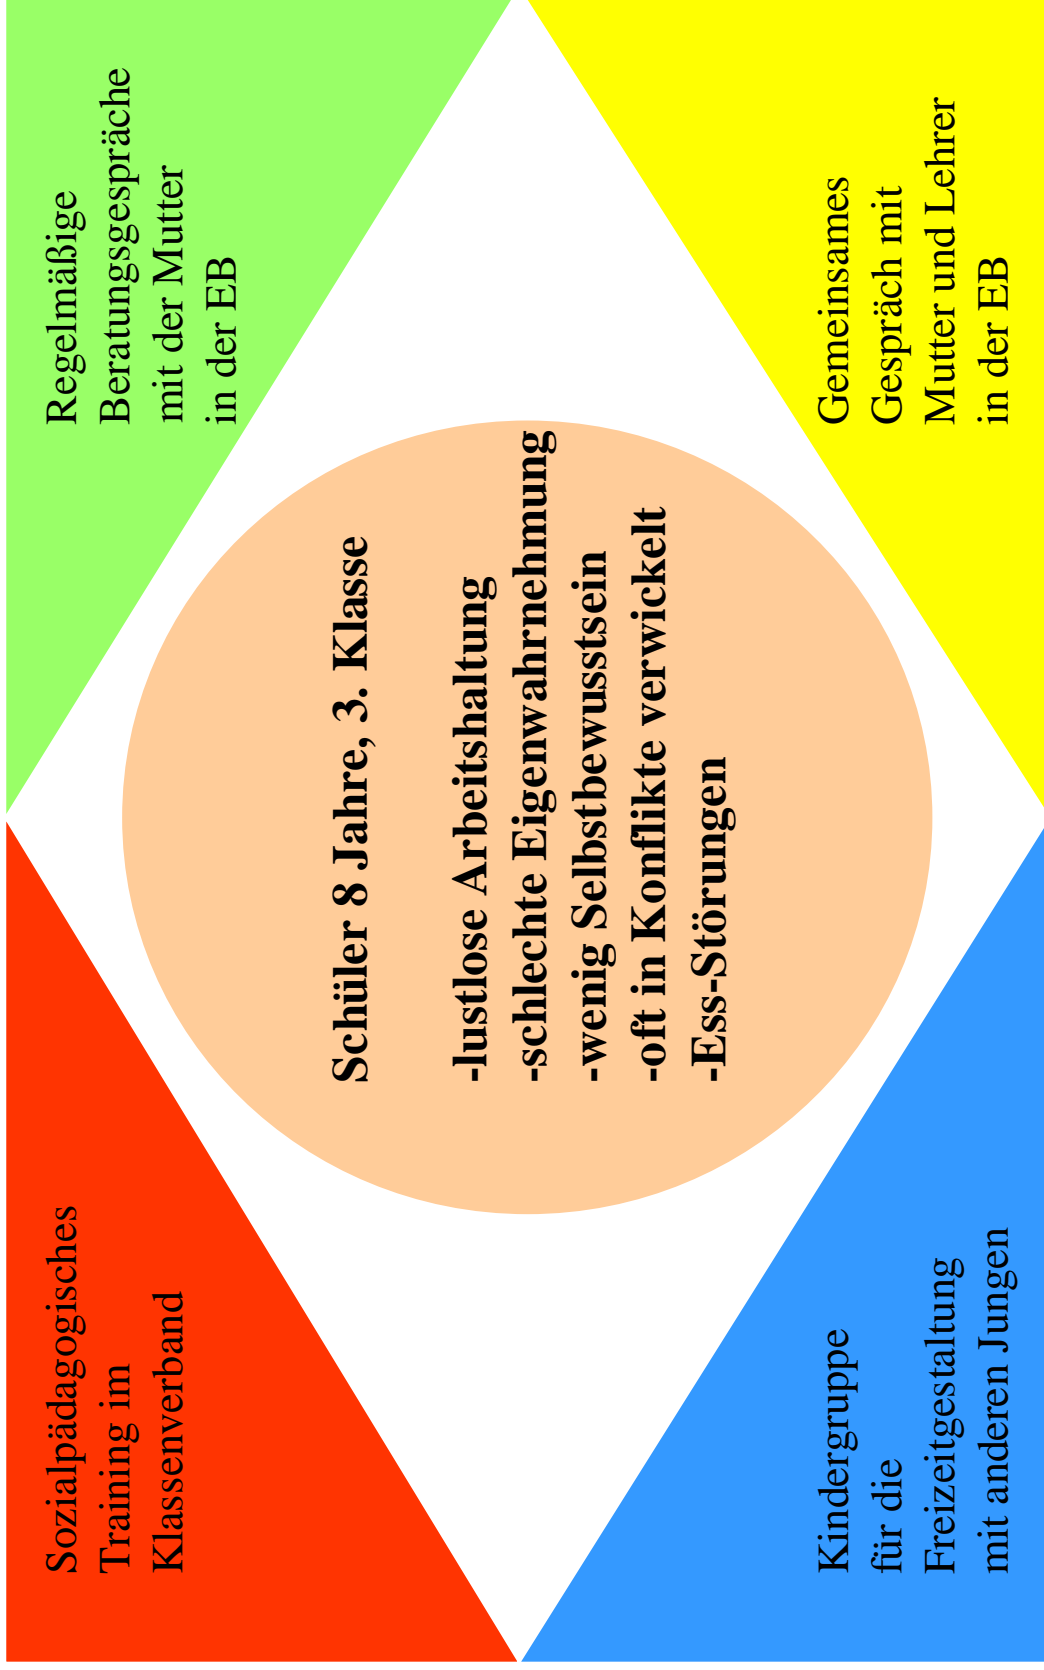 Sozialpädagogisches
Training im
Klassenverband
Regelmäßige
Beratungsgespräche
mit der Mutter
in der EB
Schüler 8 Jahre, 3. Klasse
-lustlose Arbeitshaltung
-schlechte Eigenwahrnehmung
-wenig Selbstbewusstsein
-oft in Konflikte verwickelt
-Ess-Störungen
Kindergruppe
für die
Freizeitgestaltung
mit anderen Jungen
Gemeinsames
Gespräch mit
Mutter und Lehrer
in der EB